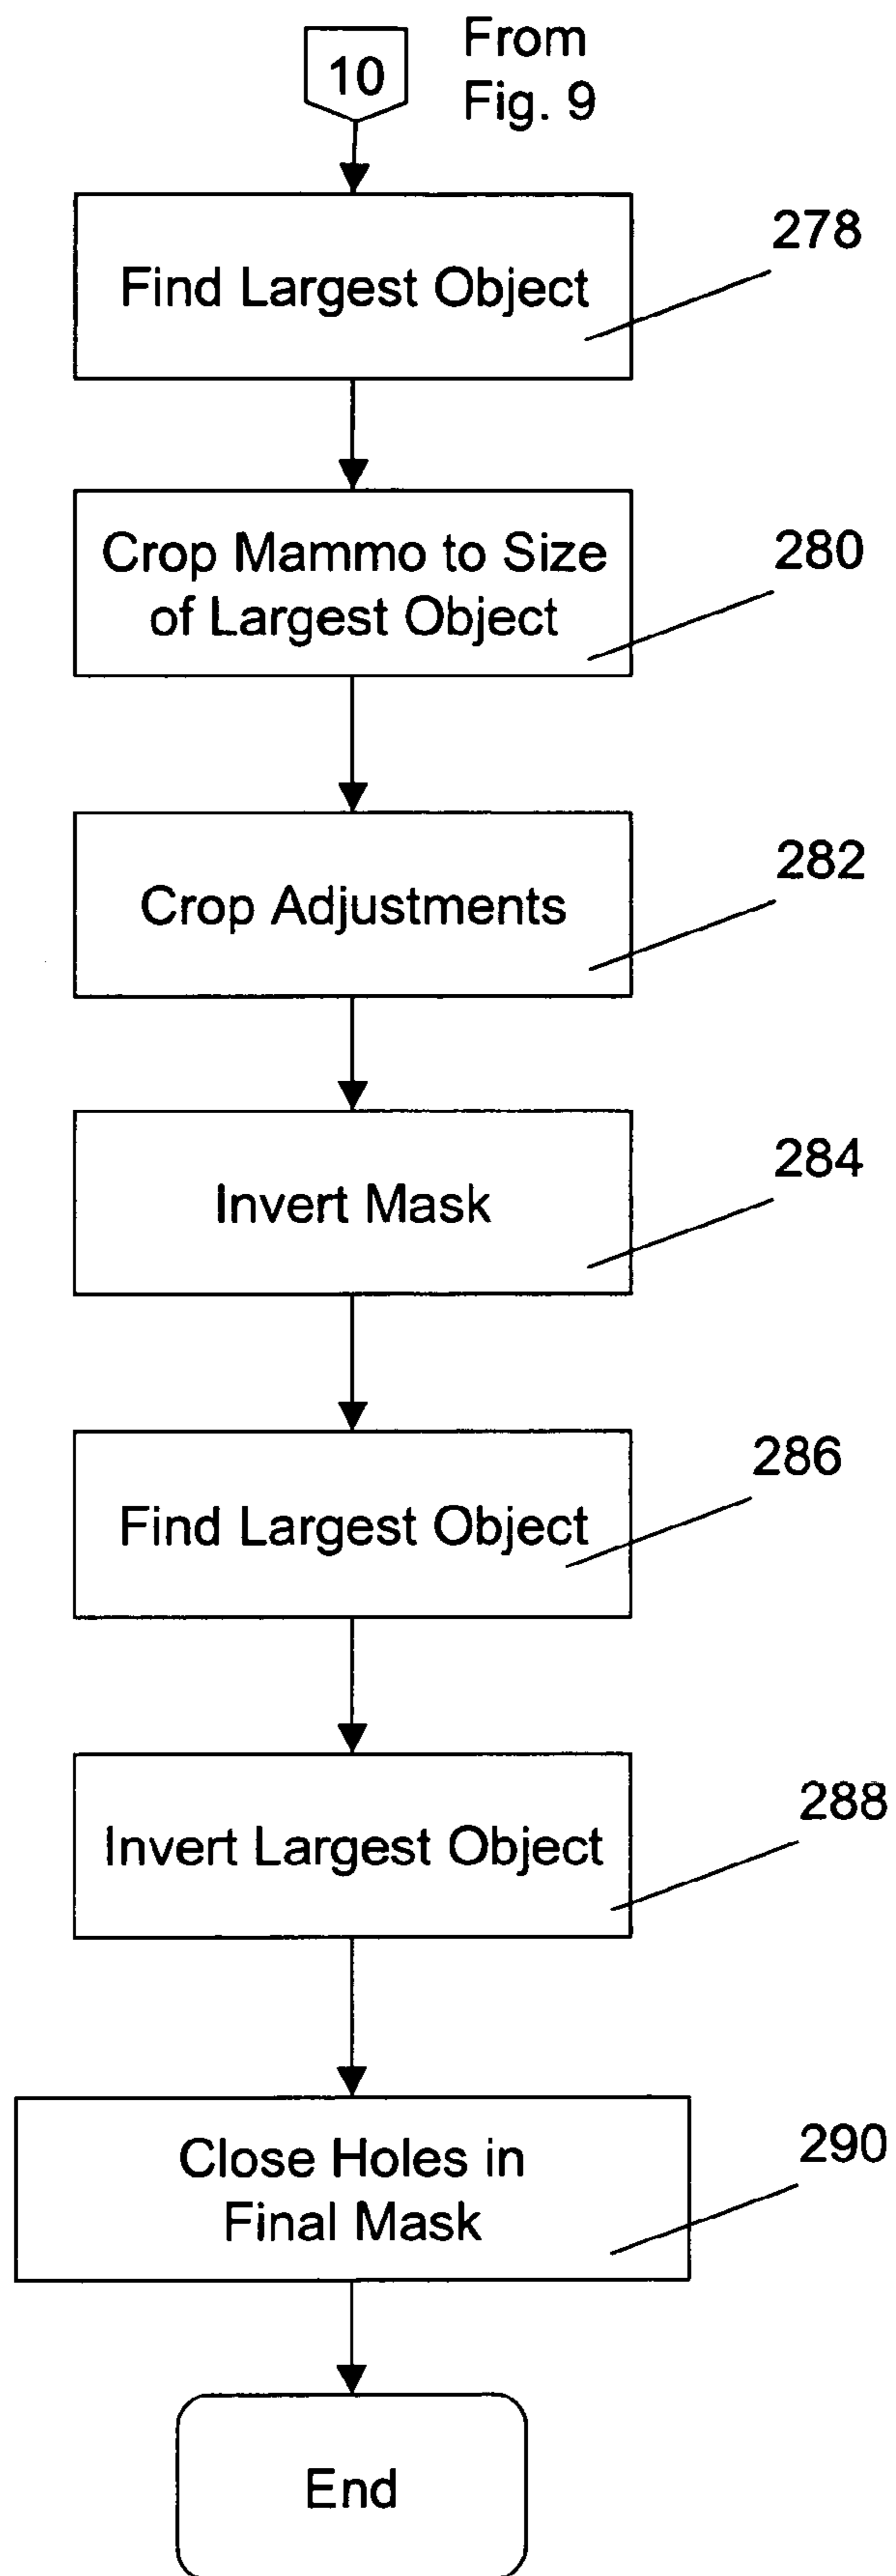 10
From
Fig. 9
Find Largest Object
278
Crop Mammo to Size
of Largest Object
280
Crop Adjustments
282
Invert Mask
284
Find Largest Object
286
Invert Largest Object
288
Close Holes in
Final Mask
290
End